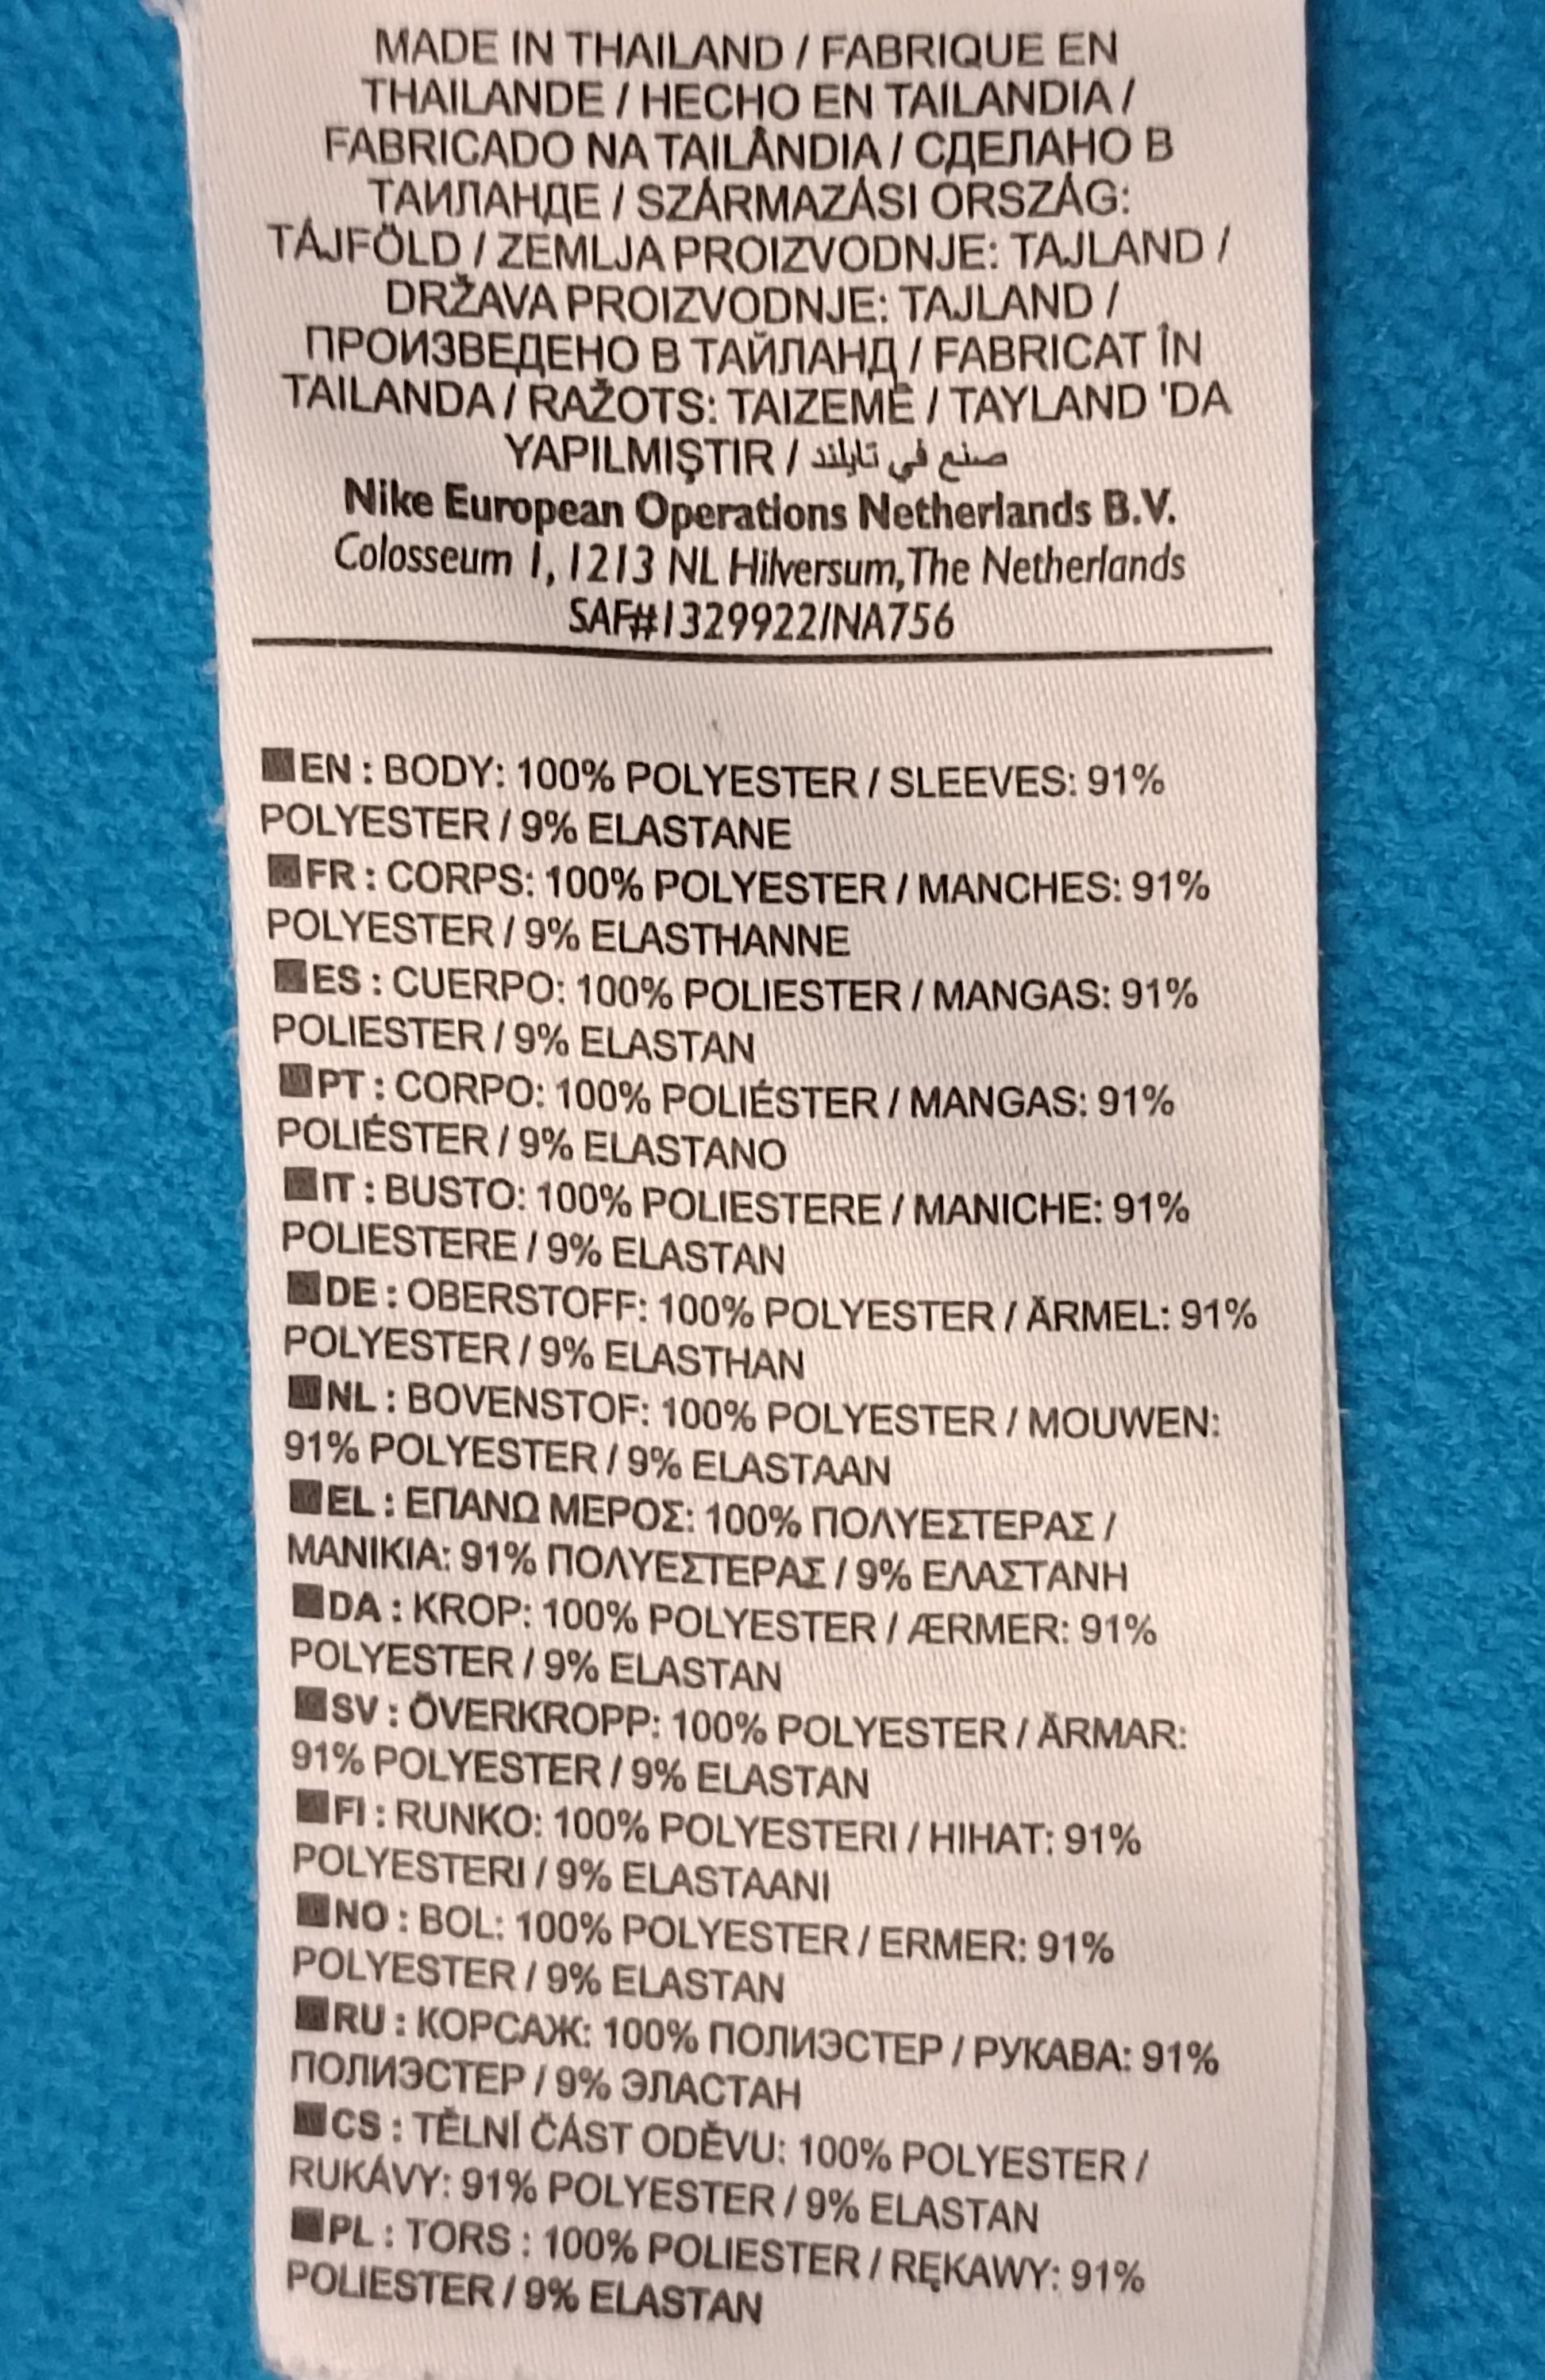 MADE IN THAILAND / FABRIQUE EN
THAILANDE / HECHO EN TAILANDIA /
FABRICADO NA TAILÂNDIA / СДЕЛАНО В
ТАИЛАНДЕ / SZÁRMAZÁSI ORSZÁG:
TÁJFÖLD / ZEMLJA PROIZVODNJE: TAJLAND /
DRŽAVA PROIZVODNJE: TAJLAND /
ПРОИЗВЕДЕНО В ТАЙЛАНД / FABRICAT ÎN
TAILANDA / RAŽOTS: TAIZEMĒ / TAYLAND 'DA
YAPILMIŞTIR / صنع في تايلند
Nike European Operations Netherlands B.V.
Colosseum 1, 1213 NL Hilversum, The Netherlands
SAF#1329922/NA756
EN : BODY: 100% POLYESTER / SLEEVES: 91%
POLYESTER / 9% ELASTANE
FR : CORPS: 100% POLYESTER / MANCHES: 91%
POLYESTER / 9% ELASTHANNE
ES : CUERPO: 100% POLIESTER / MANGAS: 91%
POLIESTER / 9% ELASTAN
PT : CORPO: 100% POLIÉSTER / MANGAS: 91%
POLIÉSTER / 9% ELASTANO
IT : BUSTO: 100% POLIESTERE / MANICHE: 91%
POLIESTERE / 9% ELASTAN
DE : OBERSTOFF: 100% POLYESTER / ÄRMEL: 91%
POLYESTER / 9% ELASTHAN
NL : BOVENSTOF: 100% POLYESTER / MOUWEN:
91% POLYESTER / 9% ELASTAAN
EL : ΕΠΑΝΩ ΜΕΡΟΣ: 100% ΠΟΛΥΕΣΤΕΡΑΣ /
ΜΑΝΙΚΙΑ: 91% ΠΟΛΥΕΣΤΕΡΑΣ / 9% ΕΛΑΣΤΑΝΗ
DA : KROP: 100% POLYESTER / ÆRMER: 91%
POLYESTER / 9% ELASTAN
SV : ÖVERKROPP: 100% POLYESTER / ÄRMAR:
91% POLYESTER / 9% ELASTAN
FI : RUNKO: 100% POLYESTERI / HIHAT: 91%
POLYESTERI / 9% ELASTAANI
NO : BOL: 100% POLYESTER / ERMER: 91%
POLYESTER / 9% ELASTAN
RU : КОРСАЖ: 100% ПОЛИЭСТЕР / РУКАВА: 91%
ПОЛИЭСТЕР / 9% ЭЛАСТАН
CS : TĚLNÍ ČÁST ODĚVU: 100% POLYESTER /
RUKÁVY: 91% POLYESTER / 9% ELASTAN
PL : TORS : 100% POLIESTER / RĘKAWY: 91%
POLIESTER / 9% ELASTAN